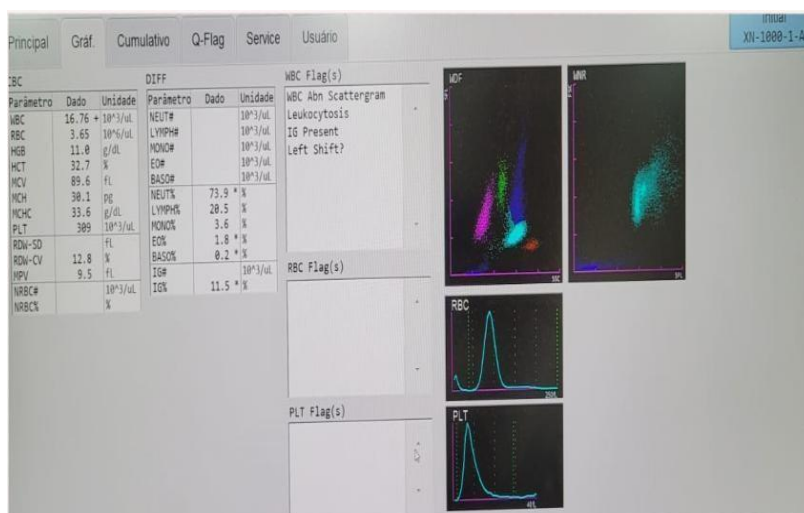 Principal Gráf. Cumulativo Q-Flag Service Usuário
Inicial
XN-1000-1-A
Parâmetro Dado Unidade
WBC 16.76 + 10^3/uL
RBC 3.65 10^6/uL
HGB 11.0 g/dL
HCT 32.7 %
MCV 89.6 fL
MCH 30.1 pg
MCHC 33.6 g/dL
PLT 309 10^3/uL
RDW-SD fL
RDW-CV 12.8 %
MPV 9.5 fL
NRBC# 10^3/uL
NRBC% %
DIFF
Parâmetro Dado Unidade
NEUT# 10^3/uL
LYMPH# 10^3/uL
MONO# 10^3/uL
EO# 10^3/uL
BASO# 10^3/uL
NEUT% 73.9 * %
LYMPH% 20.5 %
MONO% 3.6 %
EO% 1.8 * %
BASO% 0.2 * %
IG# 10^3/uL
IG% 11.5 * %
WBC Flag(s)
WBC Abn Scattergram
Leukocytosis
IG Present
Left Shift?
RBC Flag(s)
PLT Flag(s)
WDF
SSC
WNR
RBC
250fL
PLT
40fL